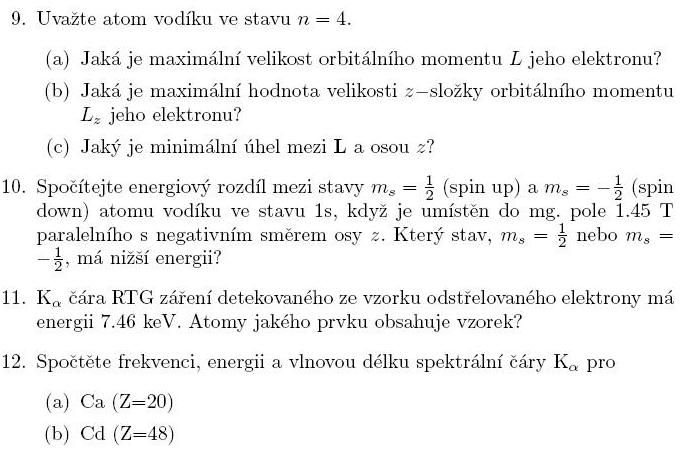 9. Uvažte atom vodíku ve stavu n = 4.
(a) Jaká je maximální velikost orbitálního momentu L jeho elektronu?
(b) Jaká je maximální hodnota velikosti z−složky orbitálního momentu
L_z jeho elektronu?
(c) Jaký je minimální úhel mezi L a osou z?
10. Spočítejte energiový rozdíl mezi stavy m_s = 1/2 (spin up) a m_s = −1/2 (spin
down) atomu vodíku ve stavu 1s, když je umístěn do mg. pole 1.45 T
paralelního s negativním směrem osy z. Který stav, m_s = 1/2 nebo m_s =
−1/2, má nižší energii?
11. K_α čára RTG záření detekovaného ze vzorku odstřelovaného elektrony má
energii 7.46 keV. Atomy jakého prvku obsahuje vzorek?
12. Spočtěte frekvenci, energii a vlnovou délku spektrální čáry K_α pro
(a) Ca (Z=20)
(b) Cd (Z=48)